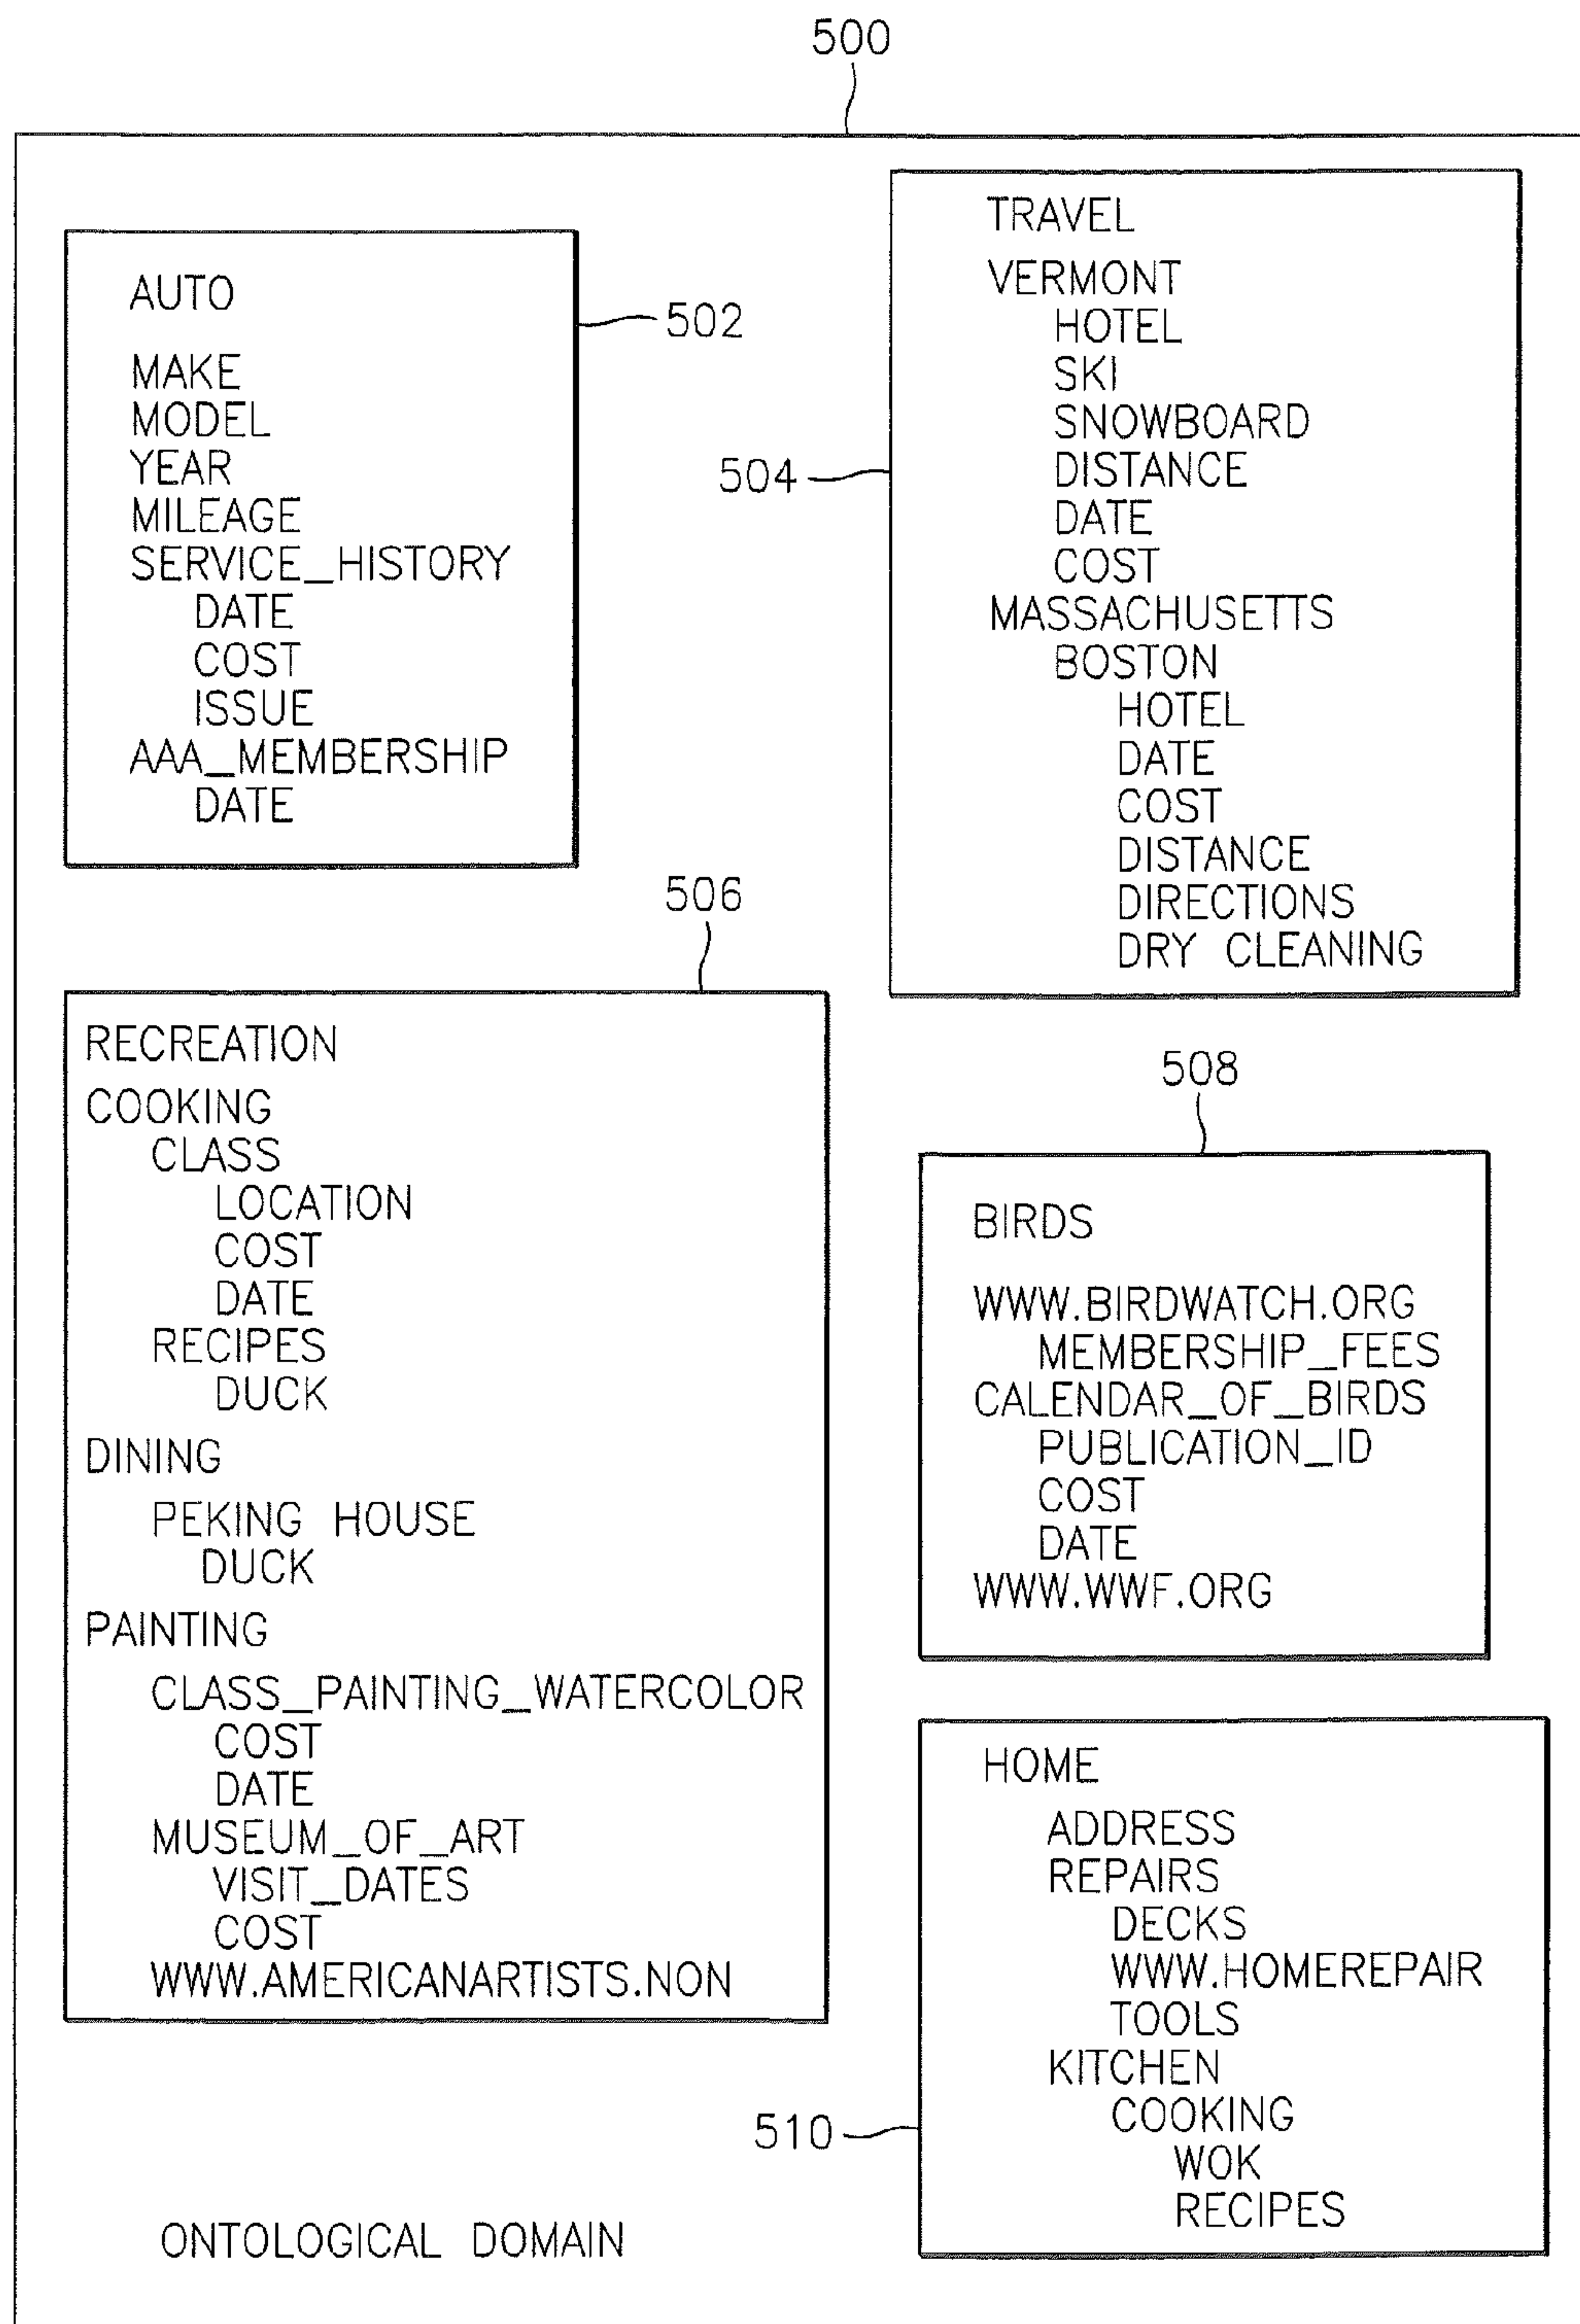 500
AUTO
MAKE
MODEL
YEAR
MILEAGE
SERVICE_HISTORY
DATE
COST
ISSUE
AAA_MEMBERSHIP
DATE
502
TRAVEL
VERMONT
HOTEL
SKI
SNOWBOARD
DISTANCE
DATE
COST
MASSACHUSETTS
BOSTON
HOTEL
DATE
COST
DISTANCE
DIRECTIONS
DRY CLEANING
504
506
RECREATION
COOKING
CLASS
LOCATION
COST
DATE
RECIPES
DUCK
DINING
PEKING HOUSE
DUCK
PAINTING
CLASS_PAINTING_WATERCOLOR
COST
DATE
MUSEUM_OF_ART
VISIT_DATES
COST
WWW.AMERICANARTISTS.NON
508
BIRDS
WWW.BIRDWATCH.ORG
MEMBERSHIP_FEES
CALENDAR_OF_BIRDS
PUBLICATION_ID
COST
DATE
WWW.WWF.ORG
HOME
ADDRESS
REPAIRS
DECKS
WWW.HOMEREPAIR
TOOLS
KITCHEN
COOKING
WOK
RECIPES
510
ONTOLOGICAL DOMAIN